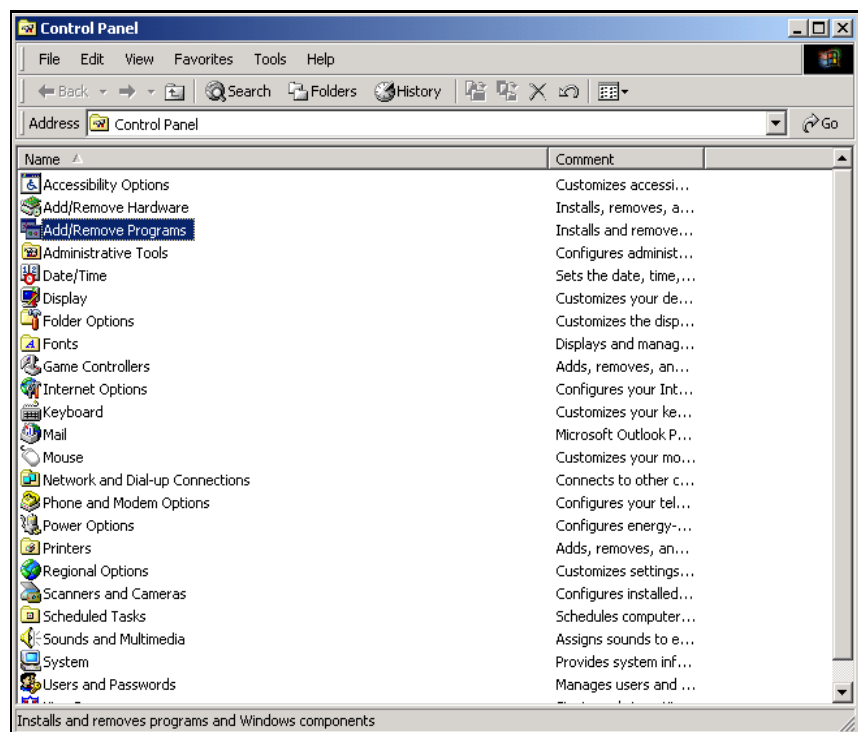 Control Panel
File Edit View Favorites Tools Help
Back Search Folders History
Address Control Panel Go
Name Comment
Accessibility Options Customizes accessi...
Add/Remove Hardware Installs, removes, a...
Add/Remove Programs Installs and remove...
Administrative Tools Configures administ...
Date/Time Sets the date, time,...
Display Customizes your de...
Folder Options Customizes the disp...
Fonts Displays and manag...
Game Controllers Adds, removes, an...
Internet Options Configures your Int...
Keyboard Customizes your ke...
Mail Microsoft Outlook P...
Mouse Customizes your mo...
Network and Dial-up Connections Connects to other c...
Phone and Modem Options Configures your tel...
Power Options Configures energy-...
Printers Adds, removes, an...
Regional Options Customizes settings...
Scanners and Cameras Configures installed...
Scheduled Tasks Schedules computer...
Sounds and Multimedia Assigns sounds to e...
System Provides system inf...
Users and Passwords Manages users and ...
Installs and removes programs and Windows components